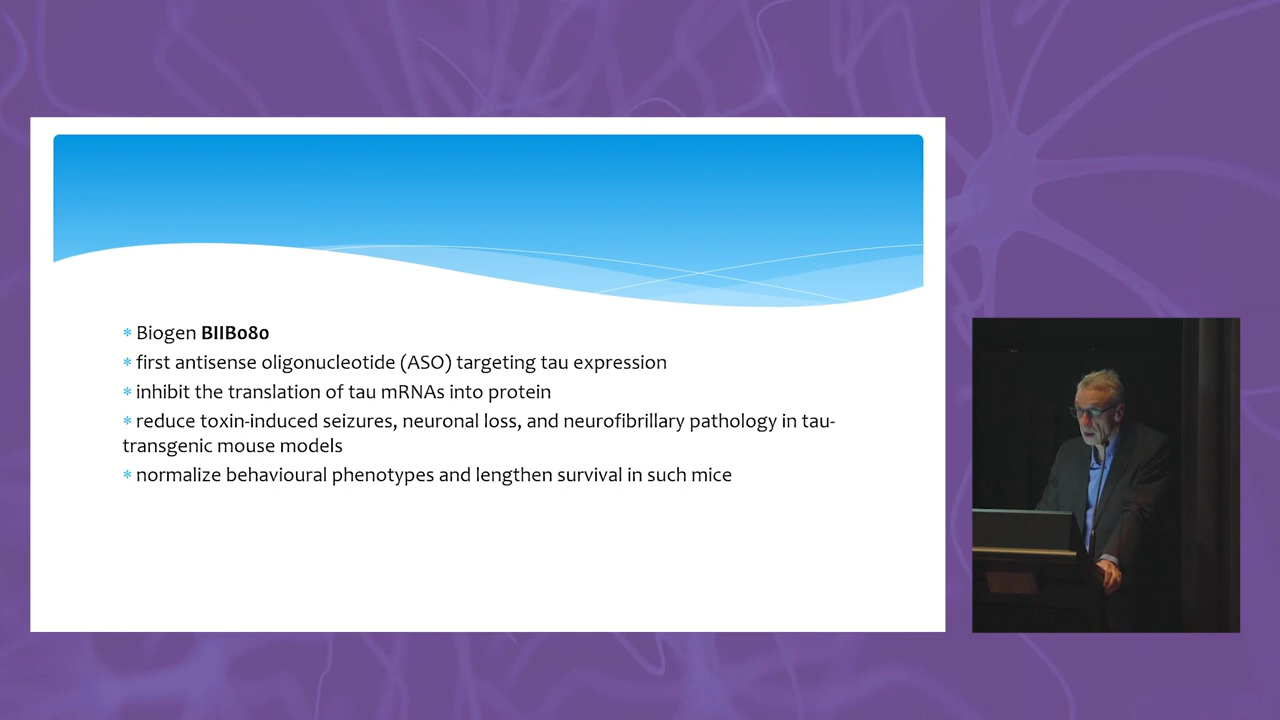 * Biogen BIIB080
* first antisense oligonucleotide (ASO) targeting tau expression
* inhibit the translation of tau mRNAs into protein
* reduce toxin-induced seizures, neuronal loss, and neurofibrillary pathology in tau-
transgenic mouse models
* normalize behavioural phenotypes and lengthen survival in such mice